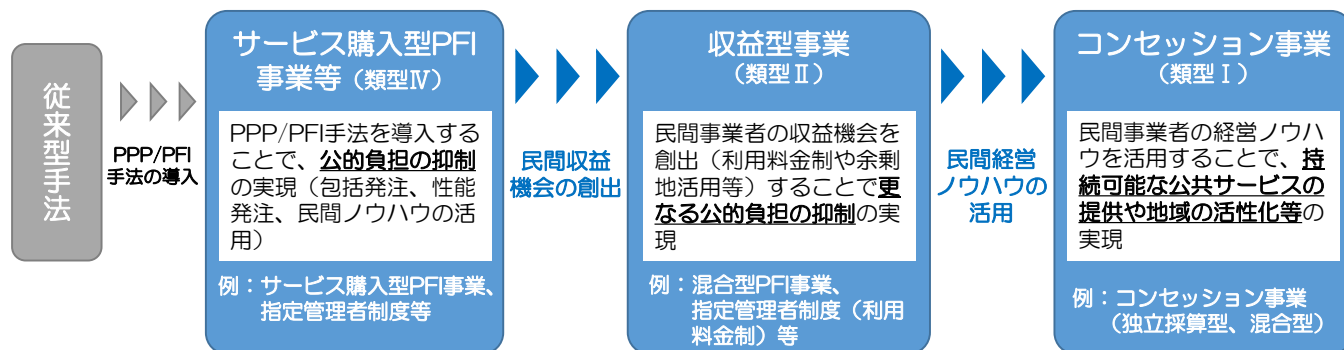 従来型手法
PPP/PFI
手法の導入
サービス購入型PFI
事業等（類型Ⅳ）
PPP/PFI手法を導入する
ことで、公的負担の抑制
の実現（包括発注、性能
発注、民間ノウハウの活
用）
例：サービス購入型PFI事業、
指定管理者制度等
民間収益
機会の創出
収益型事業
（類型Ⅱ）
民間事業者の収益機会を
創出（利用料金制や余剰
地活用等）することで更
なる公的負担の抑制の実
現
例：混合型PFI事業、
指定管理者制度（利用
料金制）等
民間経営
ノウハウの
活用
コンセッション事業
（類型Ⅰ）
民間事業者の経営ノウハ
ウを活用することで、持
続可能な公共サービスの
提供や地域の活性化等の
実現
例：コンセッション事業
（独立採算型、混合型）